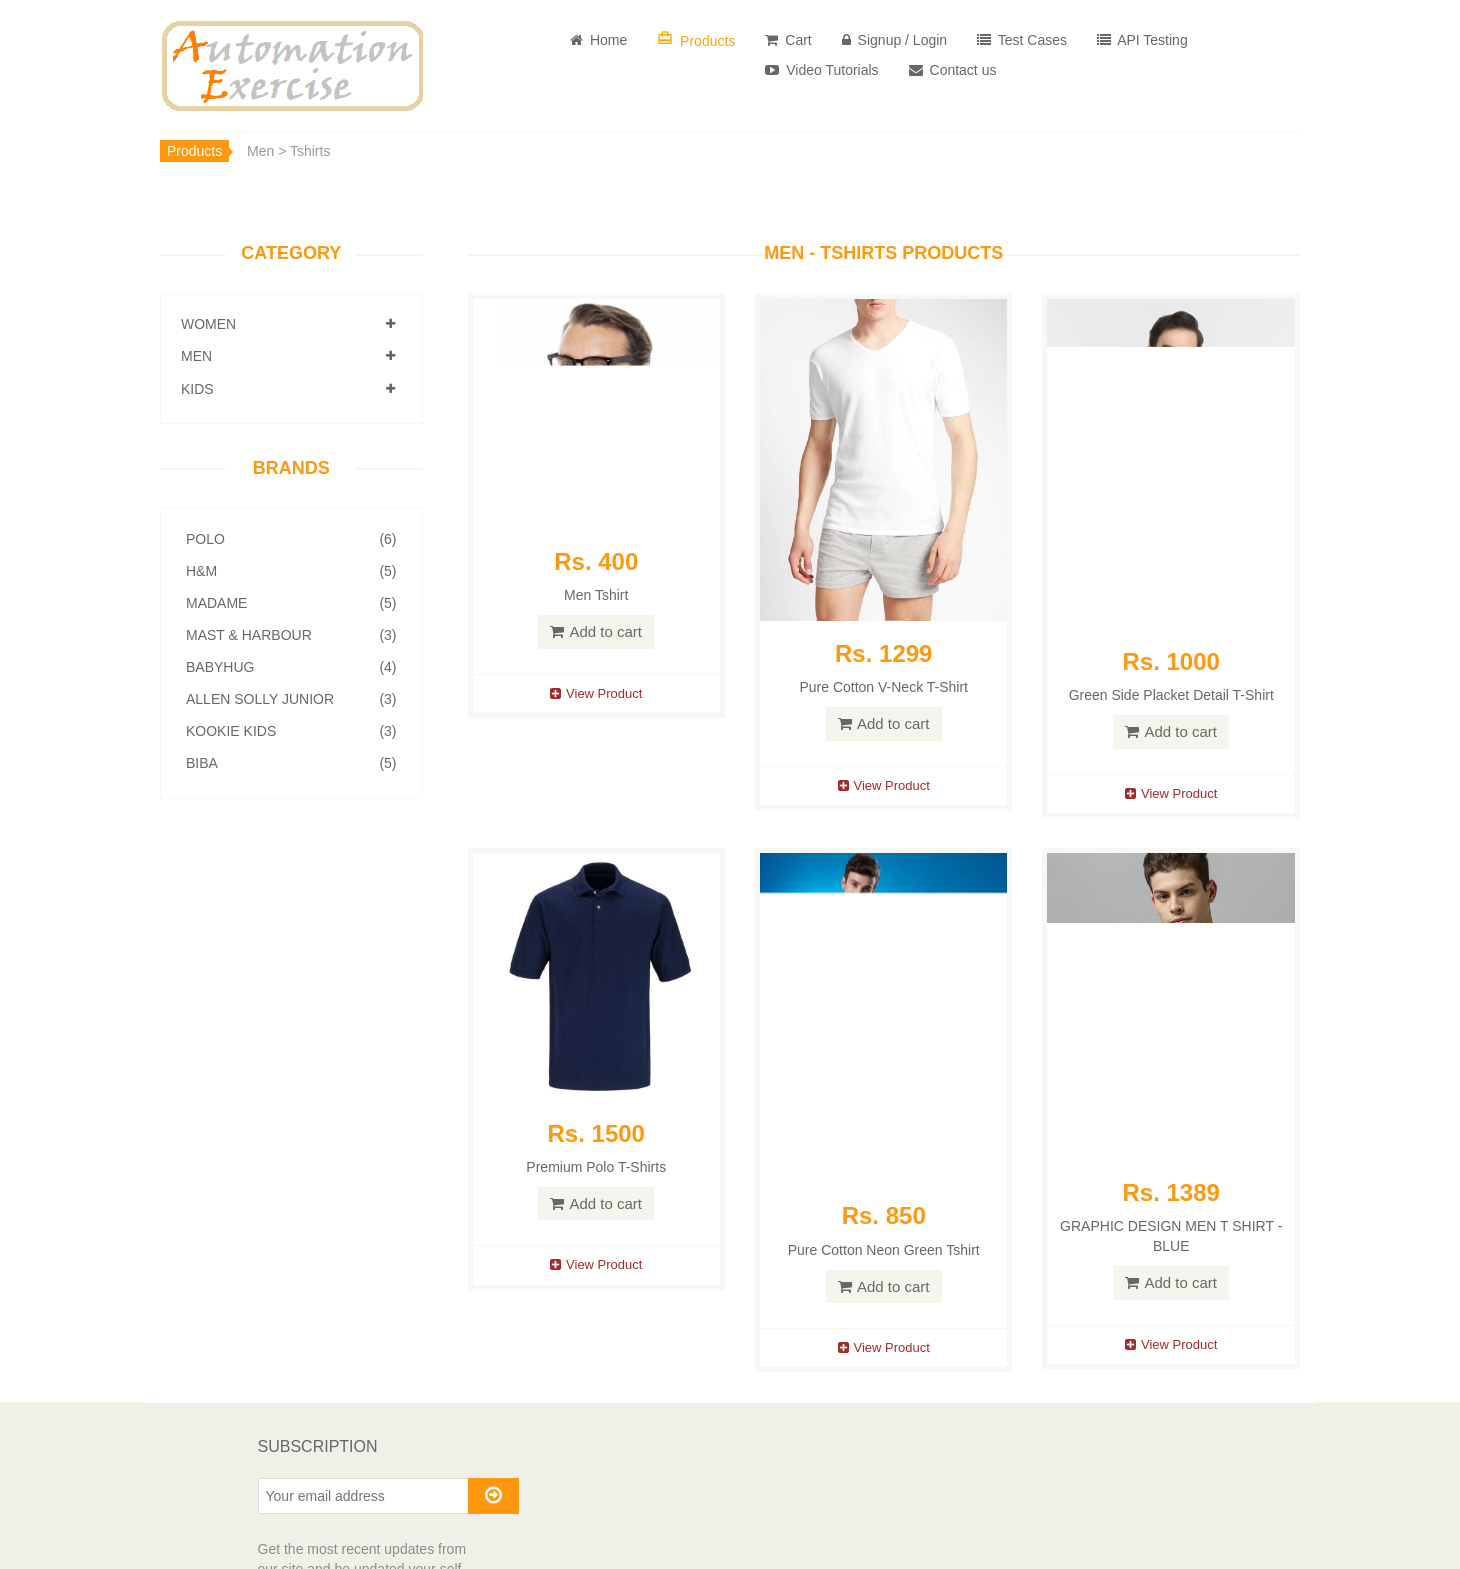 Automation
Exercise
Home
Products
Cart
Signup / Login
Test Cases
API Testing
Video Tutorials
Contact us
Products
Men > Tshirts
CATEGORY
WOMEN
MEN
KIDS
BRANDS
POLO (6)
H&M (5)
MADAME (5)
MAST & HARBOUR (3)
BABYHUG (4)
ALLEN SOLLY JUNIOR (3)
KOOKIE KIDS (3)
BIBA (5)
MEN - TSHIRTS PRODUCTS
Rs. 400
Men Tshirt
Add to cart
View Product
Rs. 1299
Pure Cotton V-Neck T-Shirt
Add to cart
View Product
Rs. 1000
Green Side Placket Detail T-Shirt
Add to cart
View Product
Rs. 1500
Premium Polo T-Shirts
Add to cart
View Product
Rs. 850
Pure Cotton Neon Green Tshirt
Add to cart
View Product
Rs. 1389
GRAPHIC DESIGN MEN T SHIRT -
BLUE
Add to cart
View Product
SUBSCRIPTION
Your email address
Get the most recent updates from
our site and be updated your self